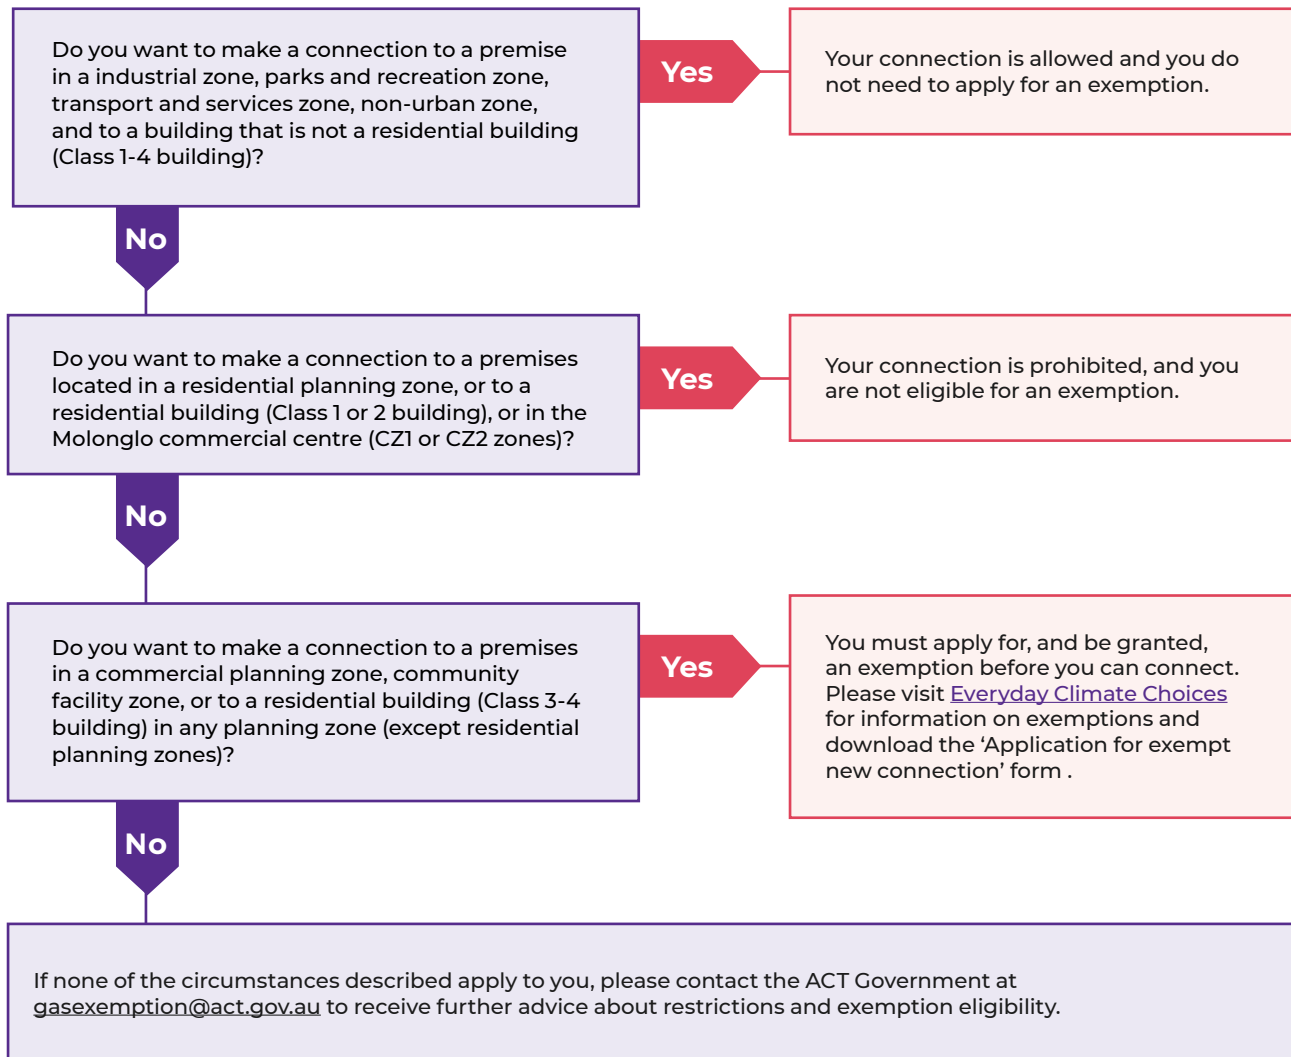 Do you want to make a connection to a premise
in a industrial zone, parks and recreation zone,
transport and services zone, non-urban zone,
and to a building that is not a residential building
(Class 1-4 building)?
Yes
Your connection is allowed and you do
not need to apply for an exemption.
No
Do you want to make a connection to a premises
located in a residential planning zone, or to a
residential building (Class 1 or 2 building), or in the
Molonglo commercial centre (CZ1 or CZ2 zones)?
Yes
Your connection is prohibited, and you
are not eligible for an exemption.
No
Do you want to make a connection to a premises
in a commercial planning zone, community
facility zone, or to a residential building (Class 3-4
building) in any planning zone (except residential
planning zones)?
Yes
You must apply for, and be granted,
an exemption before you can connect.
Please visit Everyday Climate Choices
for information on exemptions and
download the ‘Application for exempt
new connection’ form .
No
If none of the circumstances described apply to you, please contact the ACT Government at
gasexemption@act.gov.au to receive further advice about restrictions and exemption eligibility.